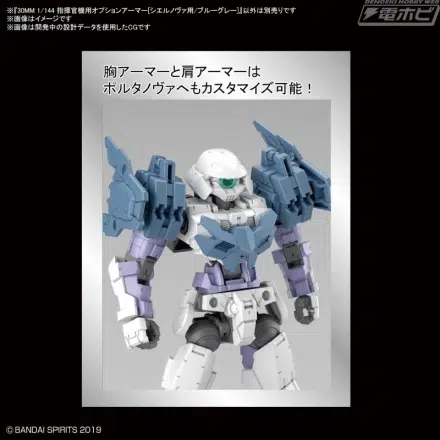 ※『30MM 1/144 指揮官機用オプションアーマー[シエルノヴァ用/ブルーグレー]』以外は別売りです
※画像はイメージです
※画像は開発中の設計データを使用したCGです
DENGEKI HOBBY WEB
電ホビ
胸アーマーと肩アーマーは
ポルタノヴァへもカスタマイズ可能！
©BANDAI SPIRITS 2019